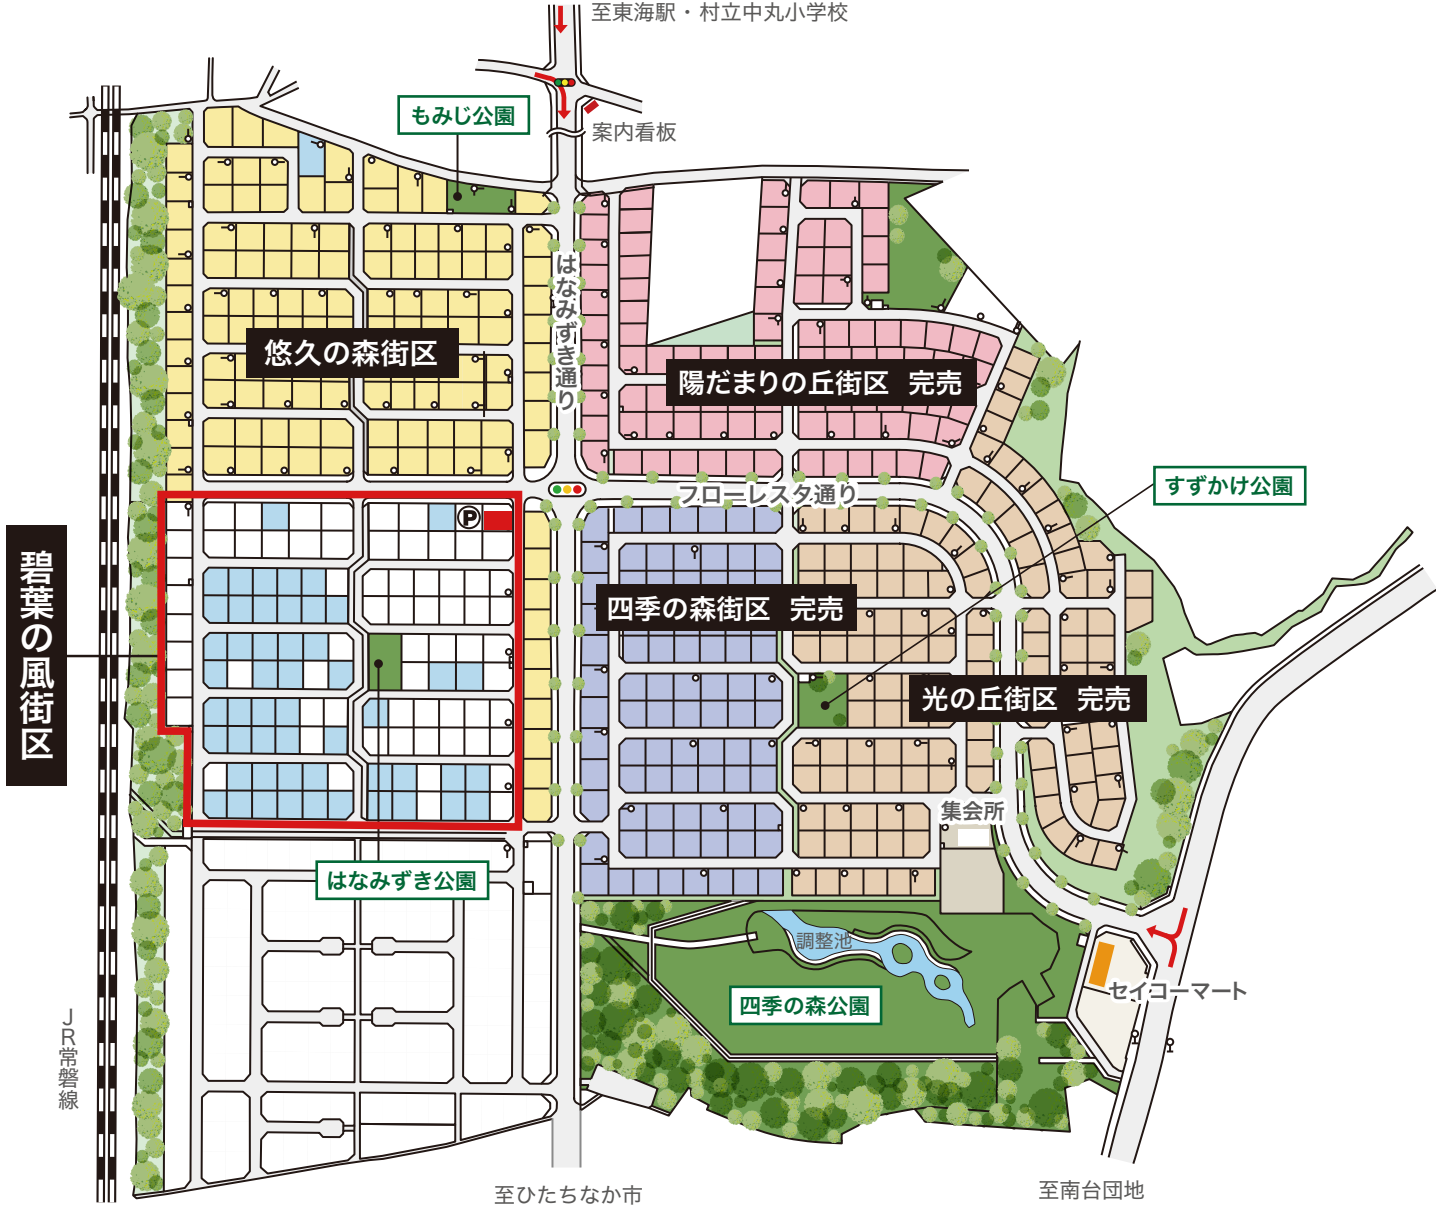 至東海駅・村立中丸小学校
もみじ公園
案内看板
はなみずき通り
悠久の森街区
陽だまりの丘街区 完売
すずかけ公園
フローレスタ通り
P
碧葉の風街区
四季の森街区 完売
光の丘街区 完売
集会所
はなみずき公園
調整池
四季の森公園
セイコーマート
JR常磐線
至ひたちなか市
至南台団地